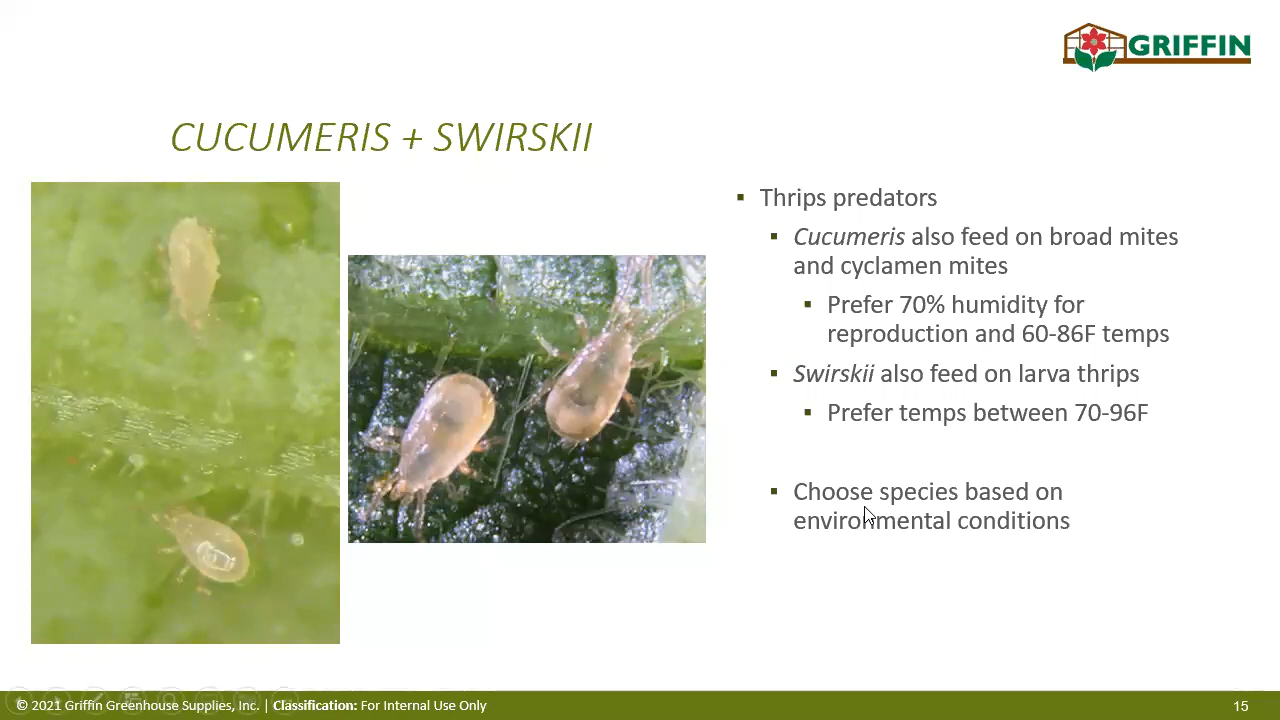 GRIFFIN
CUCUMERIS + SWIRSKII
▪ Thrips predators
▪ Cucumeris also feed on broad mites
and cyclamen mites
▪ Prefer 70% humidity for
reproduction and 60-86F temps
▪ Swirskii also feed on larva thrips
▪ Prefer temps between 70-96F
▪ Choose species based on
environmental conditions
© 2021 Griffin Greenhouse Supplies, Inc. | Classification: For Internal Use Only
15